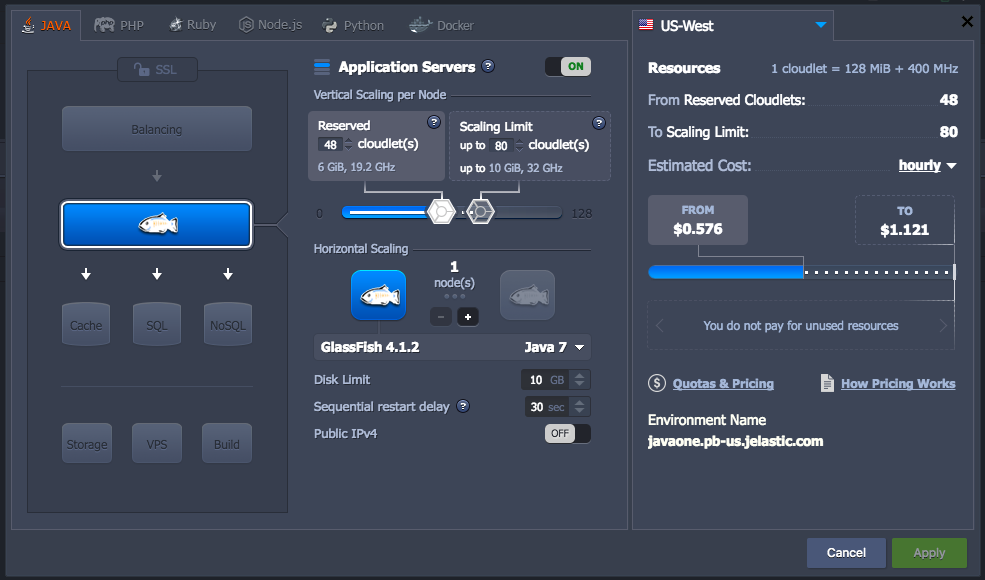 JAVA
PHP
Ruby
Node.js
Python
Docker
SSL
Balancing
Cache
SQL
NoSQL
Storage
VPS
Build
Application Servers ?
ON
Vertical Scaling per Node
Reserved ?
48 cloudlet(s)
6 GiB, 19.2 GHz
Scaling Limit ?
up to 80 cloudlet(s)
up to 10 GiB, 32 GHz
0
128
Horizontal Scaling
1
node(s)
− +
GlassFish 4.1.2 Java 7
Disk Limit 10 GB
Sequential restart delay ? 30 sec
Public IPv4 OFF
US-West
Resources 1 cloudlet = 128 MiB + 400 MHz
From Reserved Cloudlets: 48
To Scaling Limit: 80
Estimated Cost: hourly
FROM
$0.576
TO
$1.121
You do not pay for unused resources
$ Quotas & Pricing
How Pricing Works
Environment Name
javaone.pb-us.jelastic.com
Cancel
Apply